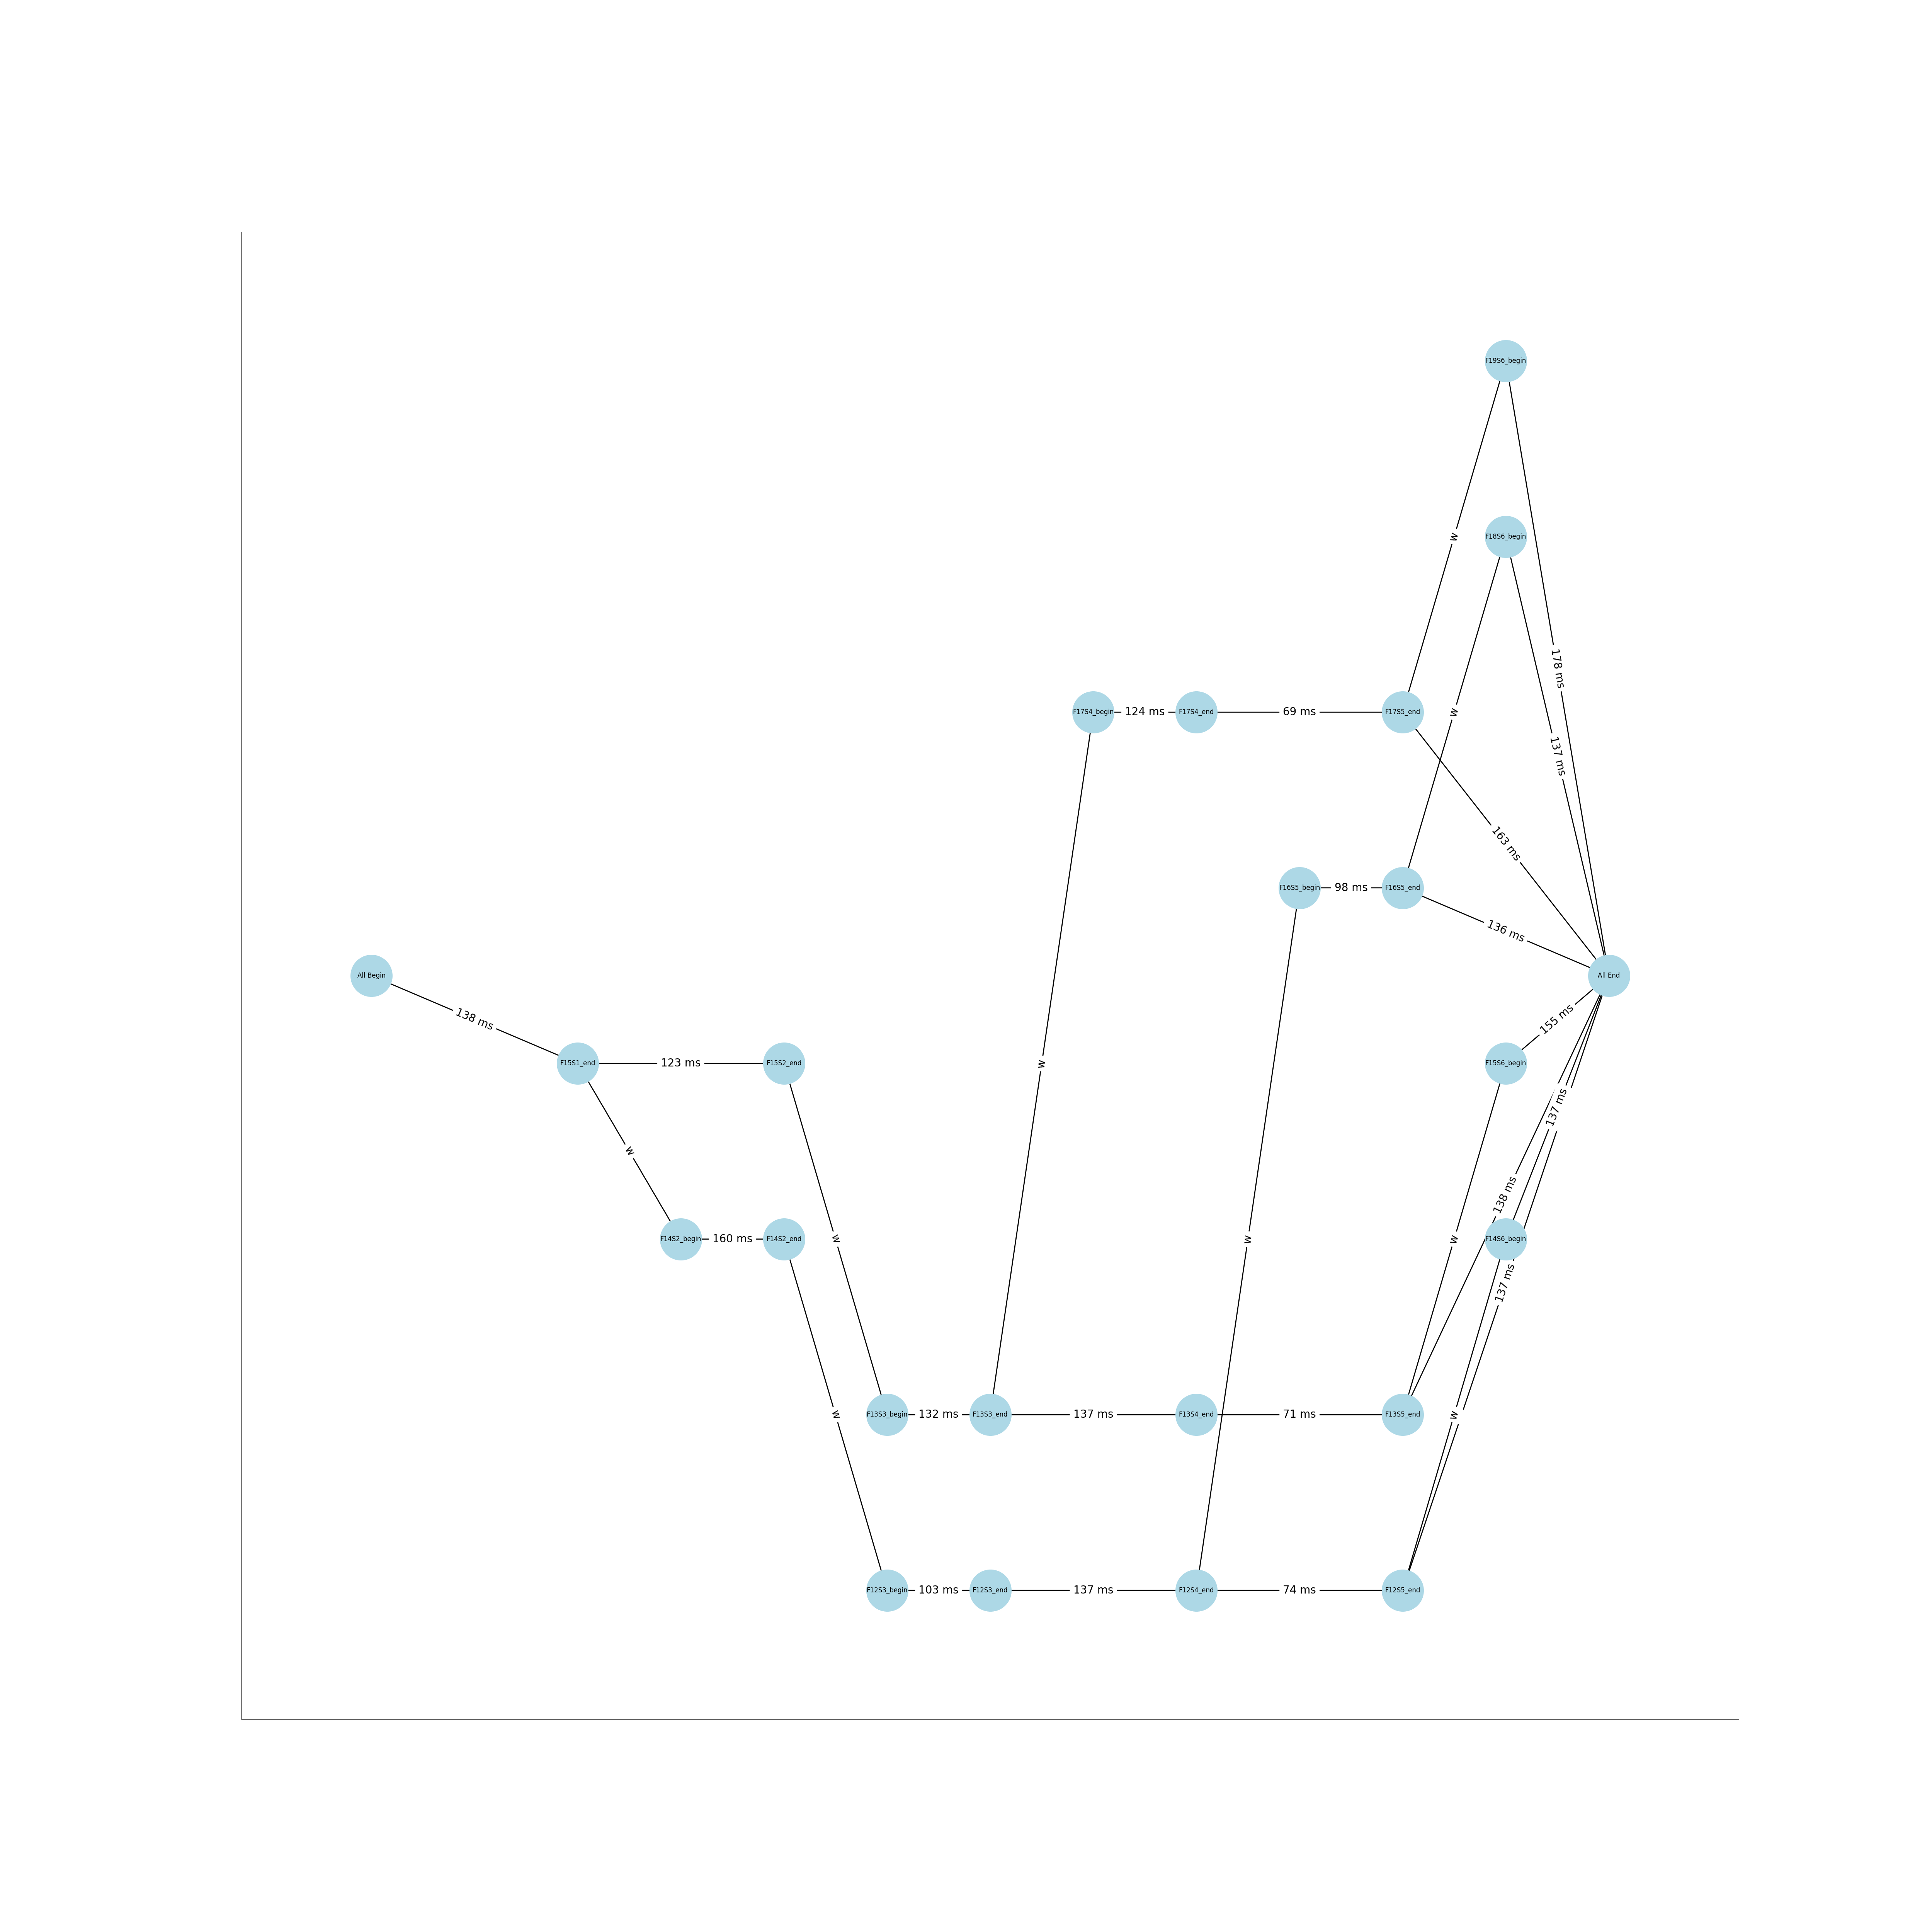 F19S6_begin
w
F18S6_begin
178 ms
F17S4_begin
124 ms
F17S4_end
69 ms
F17S5_end
w
137 ms
163 ms
F16S5_begin
98 ms
F16S5_end
136 ms
All Begin
All End
138 ms
155 ms
F15S1_end
123 ms
F15S2_end
w
F15S6_begin
137 ms
w
138 ms
F14S2_begin
160 ms
F14S2_end
w
w
w
F14S6_begin
137 ms
w
F13S3_begin
132 ms
F13S3_end
137 ms
F13S4_end
71 ms
F13S5_end
w
F12S3_begin
103 ms
F12S3_end
137 ms
F12S4_end
74 ms
F12S5_end